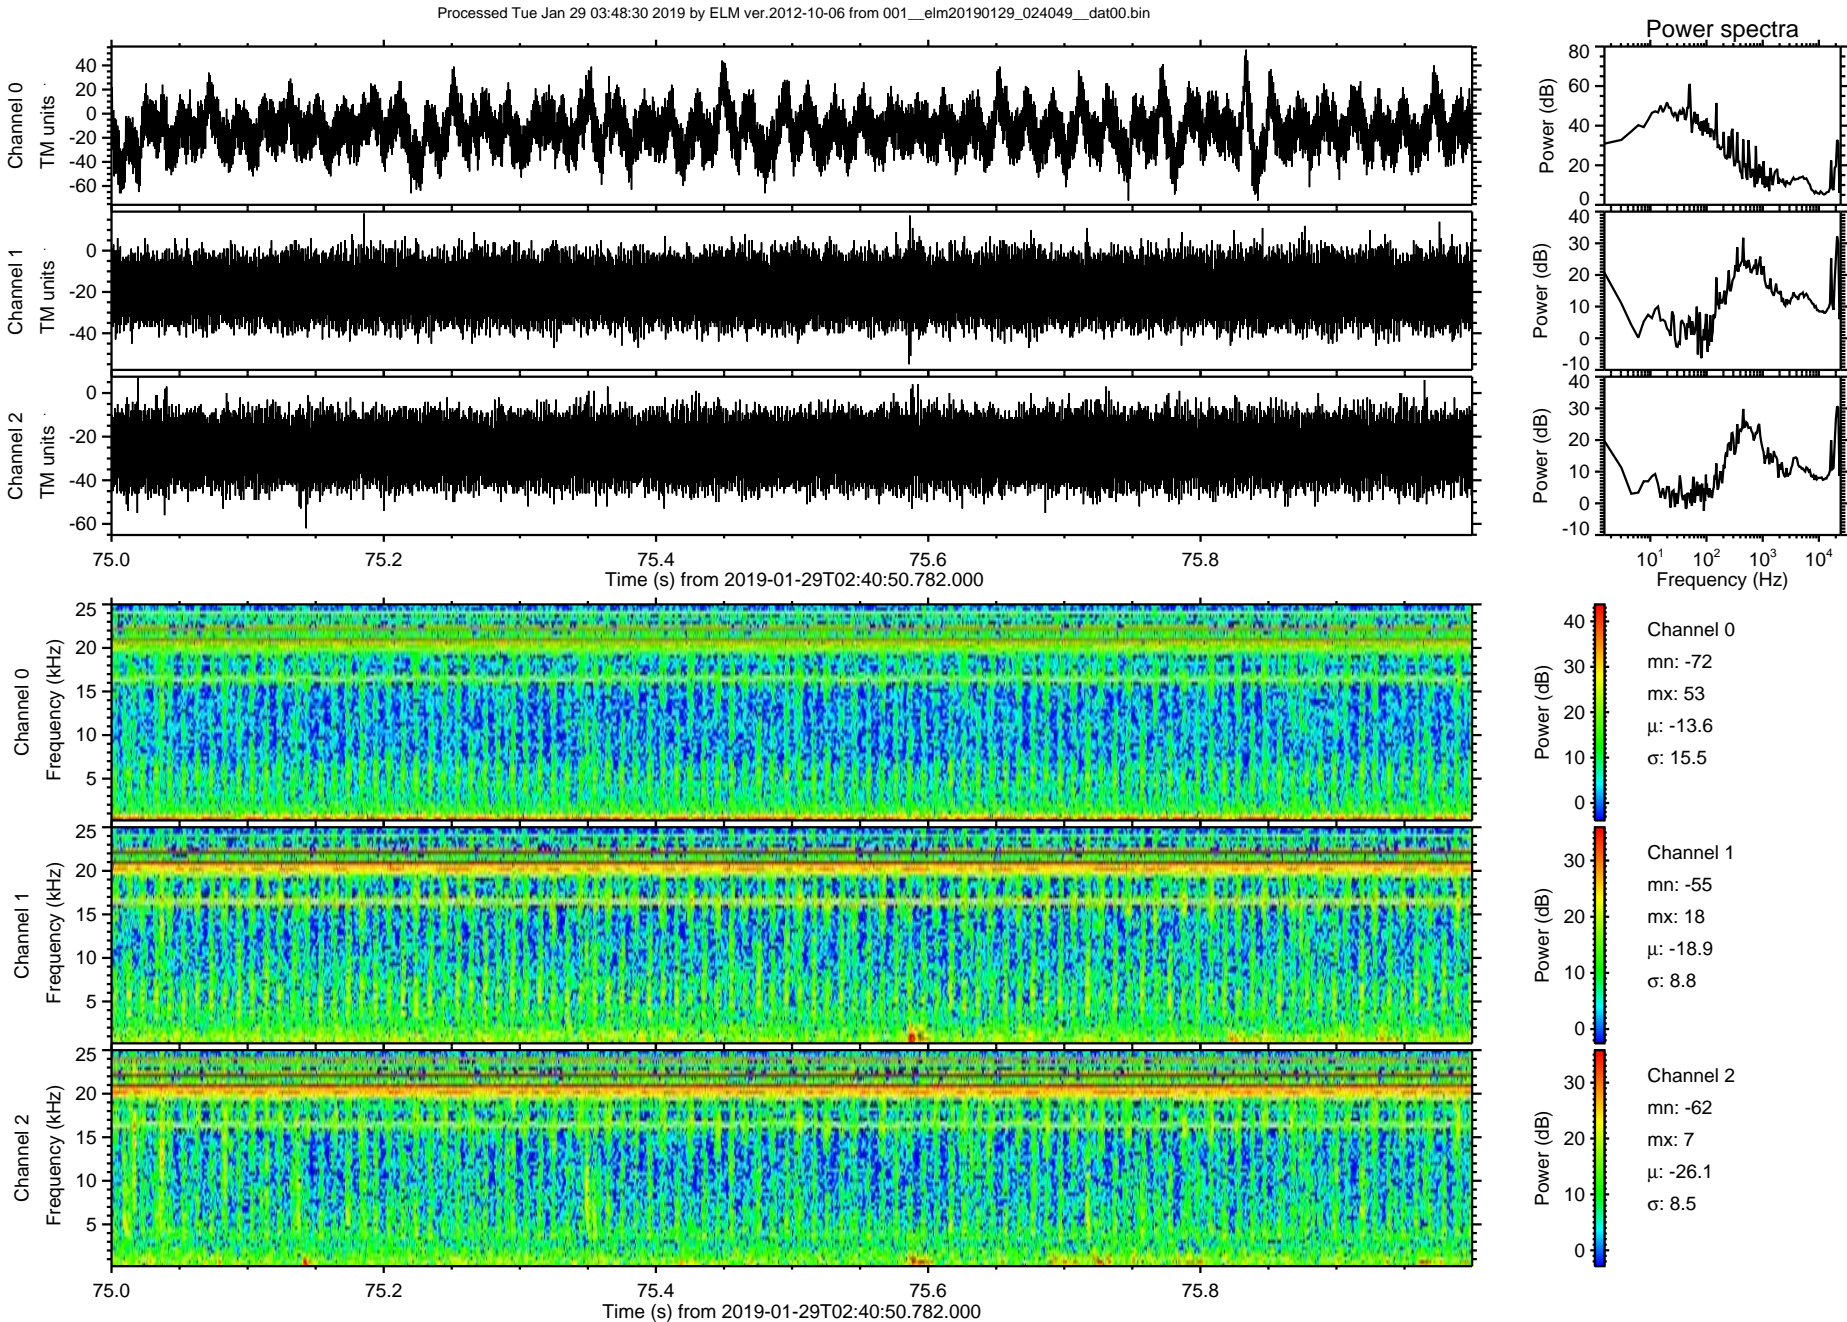 Processed Tue Jan 29 03:48:30 2019 by ELM ver.2012-10-06 from 001__elm20190129_024049__dat00.bin
Power spectra
Channel 0
TM units
40
20
0
-20
-40
-60
Power (dB)
80
60
40
20
0
Channel 1
TM units
0
-20
-40
Power (dB)
40
30
20
10
0
-10
Channel 2
TM units
0
-20
-40
-60
Power (dB)
40
30
20
10
0
-10
75.0 75.2 75.4 75.6 75.8
Time (s) from 2019-01-29T02:40:50.782.000
10¹ 10² 10³ 10⁴
Frequency (Hz)
Channel 0
Frequency (kHz)
25
20
15
10
5
Power (dB)
40
30
20
10
0
Channel 0
mn: -72
mx: 53
μ: -13.6
σ: 15.5
Channel 1
Frequency (kHz)
25
20
15
10
5
Power (dB)
30
20
10
0
Channel 1
mn: -55
mx: 18
μ: -18.9
σ: 8.8
Channel 2
Frequency (kHz)
25
20
15
10
5
Power (dB)
30
20
10
0
Channel 2
mn: -62
mx: 7
μ: -26.1
σ: 8.5
75.0 75.2 75.4 75.6 75.8
Time (s) from 2019-01-29T02:40:50.782.000